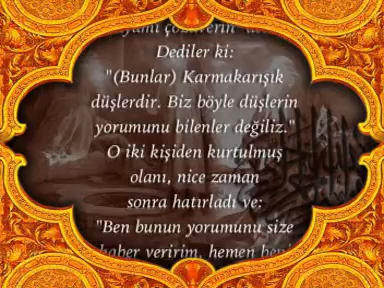 Dediler ki:
"(Bunlar) Karmakarışık
düşlerdir. Biz böyle düşlerin
yorumunu bilenler değiliz."
O iki kişiden kurtulmuş
olanı, nice zaman
sonra hatırladı ve:
"Ben bunun yorumunu size
haber veririm, hemen beni